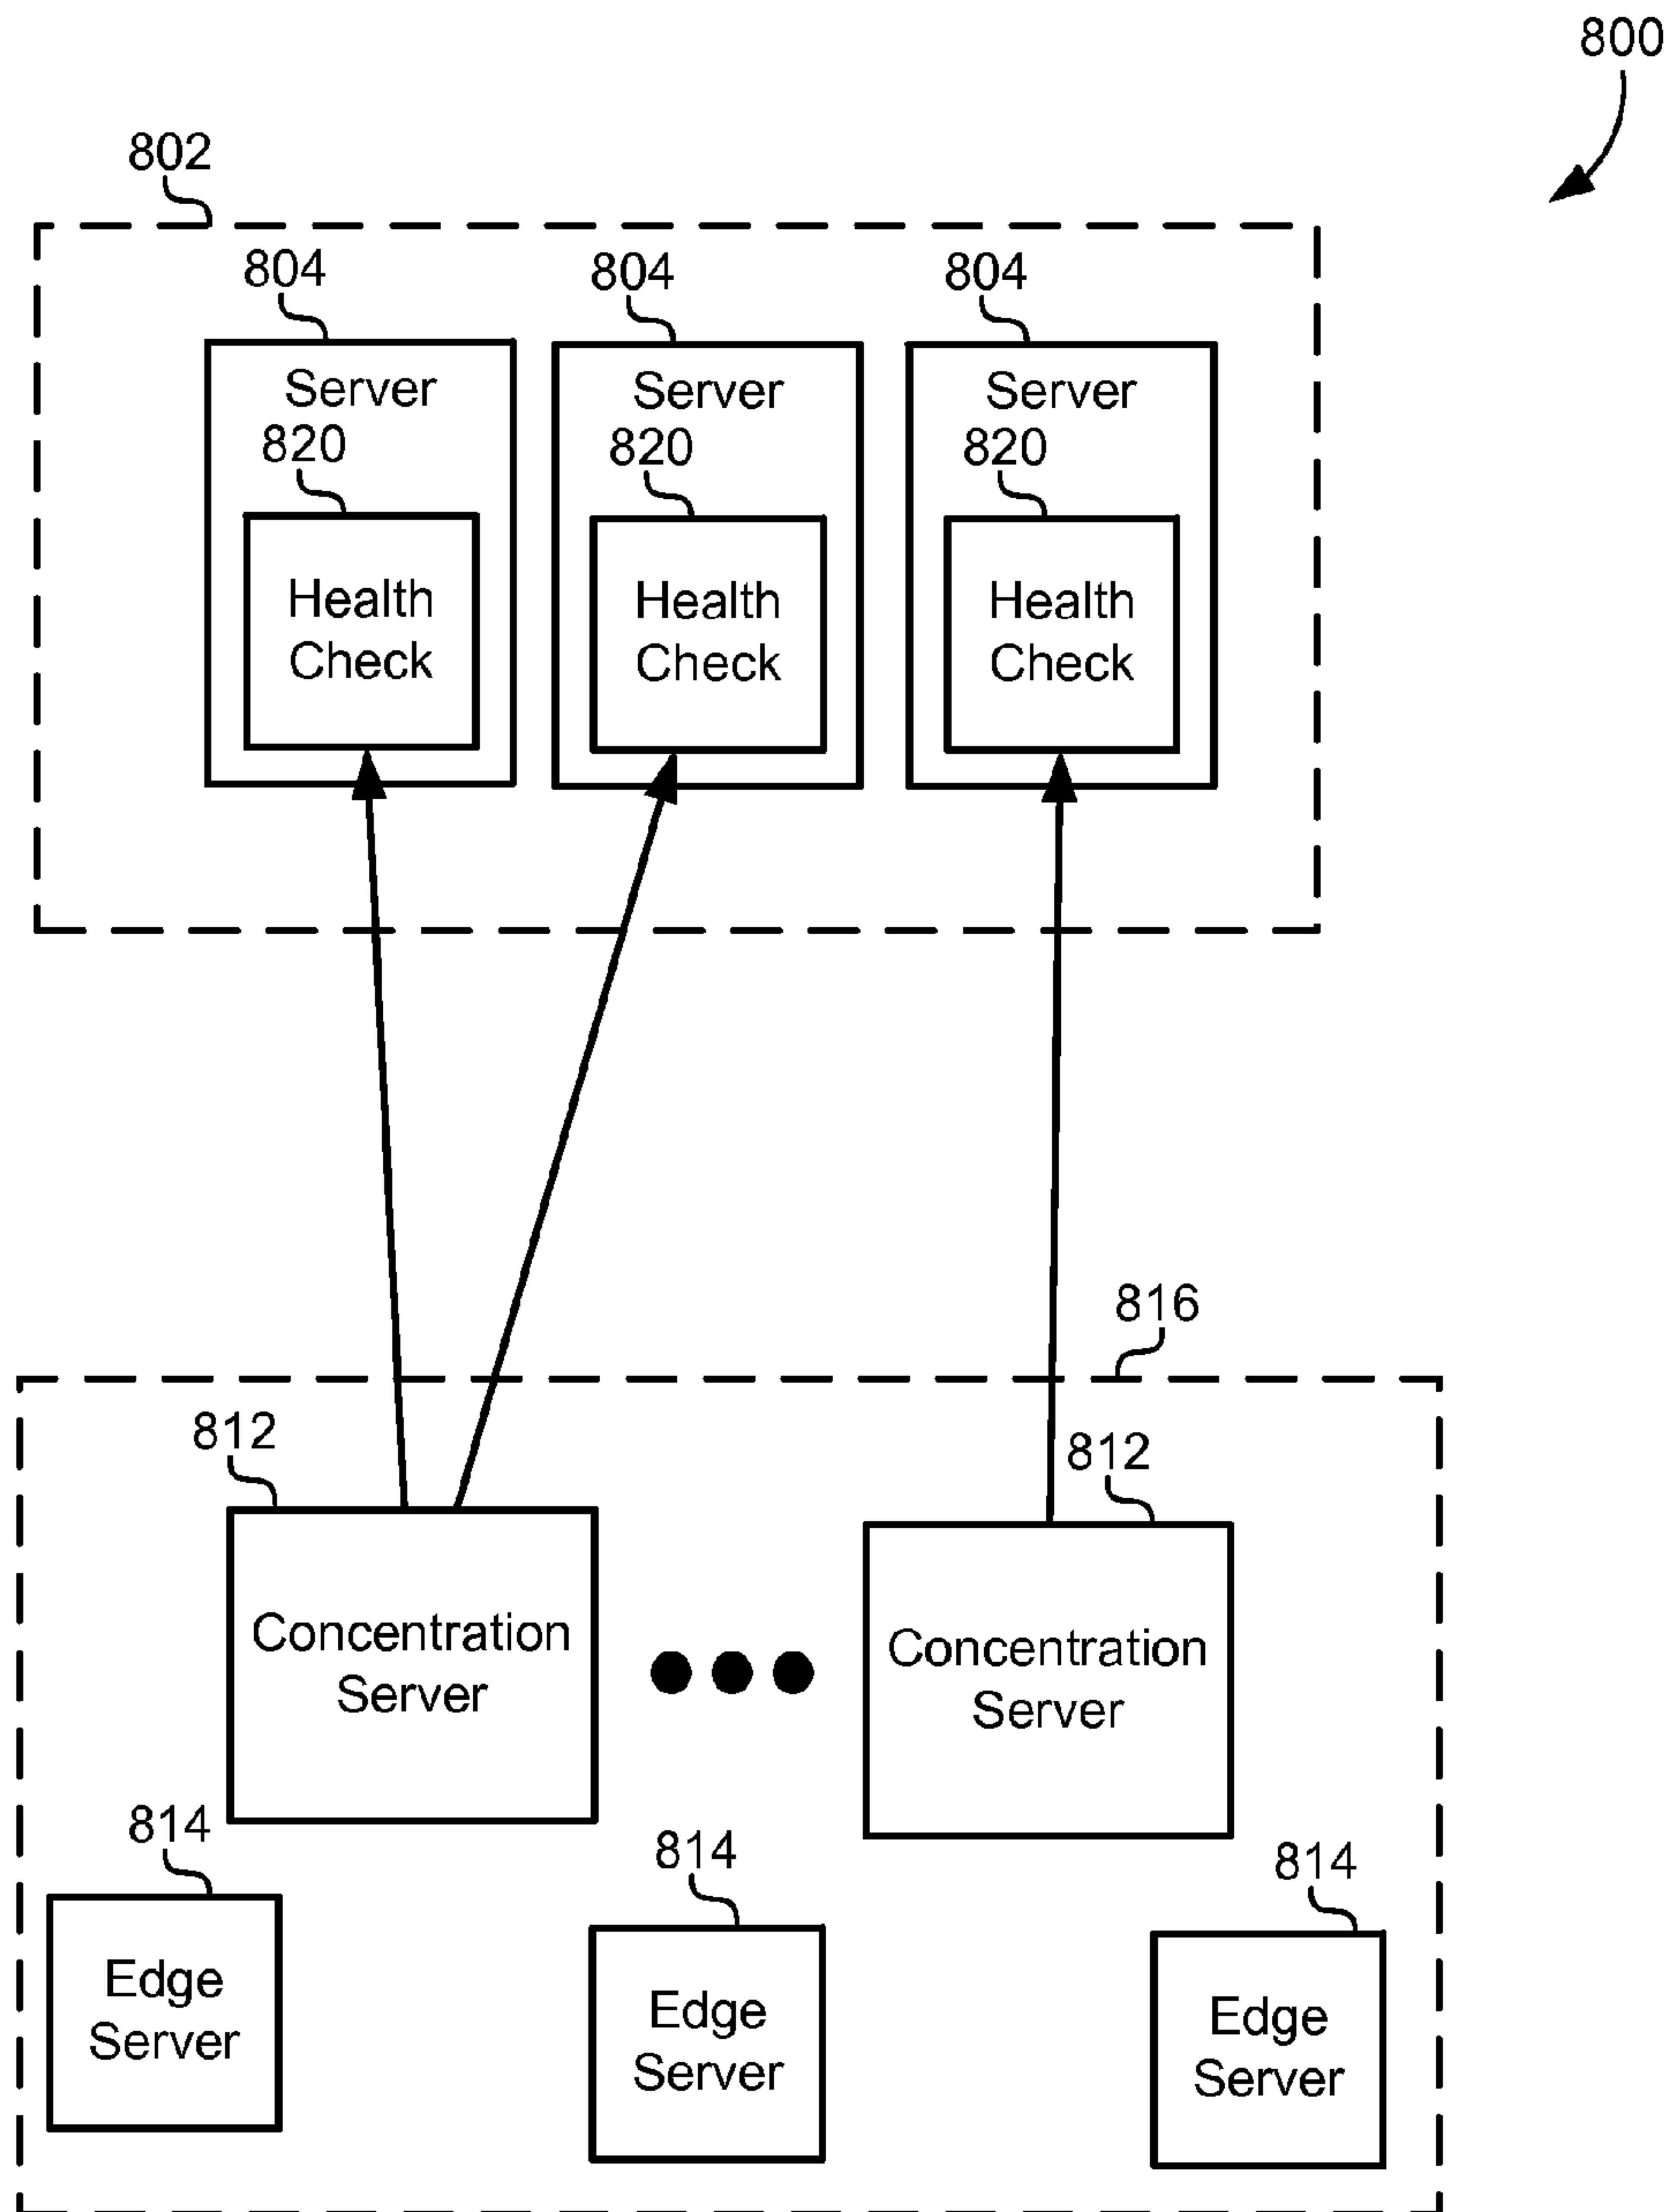 800
802
804
804
804
Server
Server
Server
820
820
820
Health
Check
Health
Check
Health
Check
816
812
812
Concentration
Server
Concentration
Server
814
814
814
Edge
Server
Edge
Server
Edge
Server